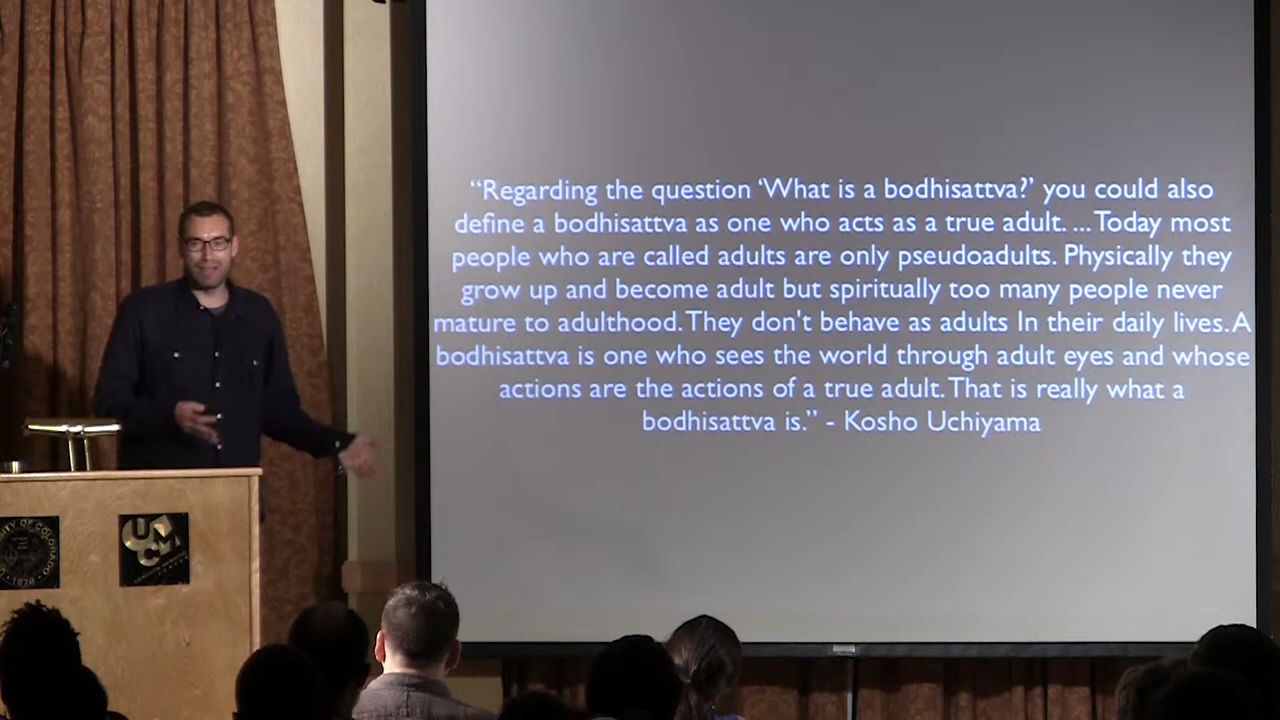 “Regarding the question ‘What is a bodhisattva?’ you could also
define a bodhisattva as one who acts as a true adult. ... Today most
people who are called adults are only pseudoadults. Physically they
grow up and become adult but spiritually too many people never
mature to adulthood. They don't behave as adults In their daily lives. A
bodhisattva is one who sees the world through adult eyes and whose
actions are the actions of a true adult. That is really what a
bodhisattva is.” - Kosho Uchiyama
OF COLORADO
1876
UMC